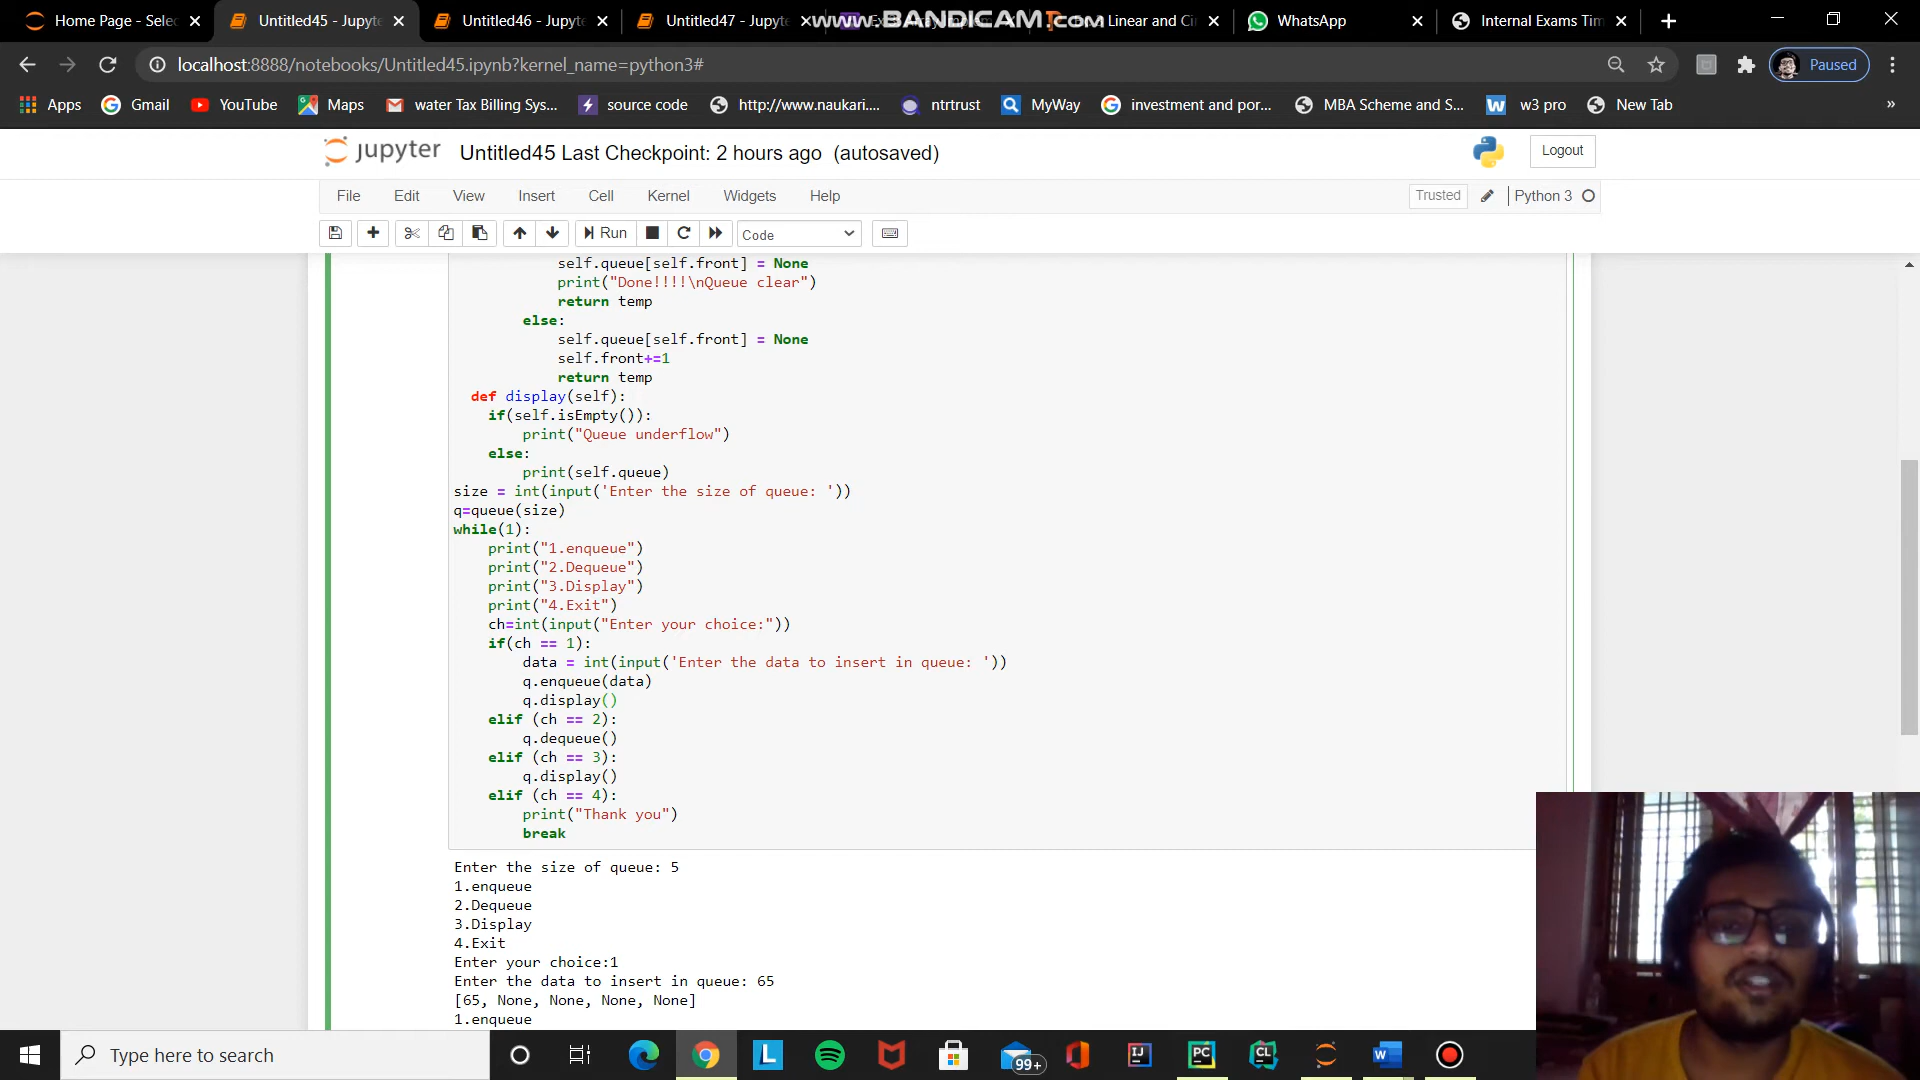 Home Page - Selec
Untitled45 - Jupyte
Untitled46 - Jupyte
Untitled47 - Jupyte
www.BANDICAM.com
Linear and Ci
WhatsApp
Internal Exams Tim
localhost:8888/notebooks/Untitled45.ipynb?kernel_name=python3#
Paused
Apps
Gmail
YouTube
Maps
water Tax Billing Sys...
source code
http://www.naukari....
ntrtrust
MyWay
investment and por...
MBA Scheme and S...
w3 pro
New Tab
»
jupyter
Untitled45 Last Checkpoint: 2 hours ago (autosaved)
Logout
File
Edit
View
Insert
Cell
Kernel
Widgets
Help
Trusted
Python 3
Run
Code
self.queue[self.front] = None
print("Done!!!!\nQueue clear")
return temp
else:
self.queue[self.front] = None
self.front+=1
return temp
def display(self):
if(self.isEmpty()):
print("Queue underflow")
else:
print(self.queue)
size = int(input('Enter the size of queue: '))
q=queue(size)
while(1):
print("1.enqueue")
print("2.Dequeue")
print("3.Display")
print("4.Exit")
ch=int(input("Enter your choice:"))
if(ch == 1):
data = int(input('Enter the data to insert in queue: '))
q.enqueue(data)
q.display()
elif (ch == 2):
q.dequeue()
elif (ch == 3):
q.display()
elif (ch == 4):
print("Thank you")
break
Enter the size of queue: 5
1.enqueue
2.Dequeue
3.Display
4.Exit
Enter your choice:1
Enter the data to insert in queue: 65
[65, None, None, None, None]
1.enqueue
Type here to search
99+